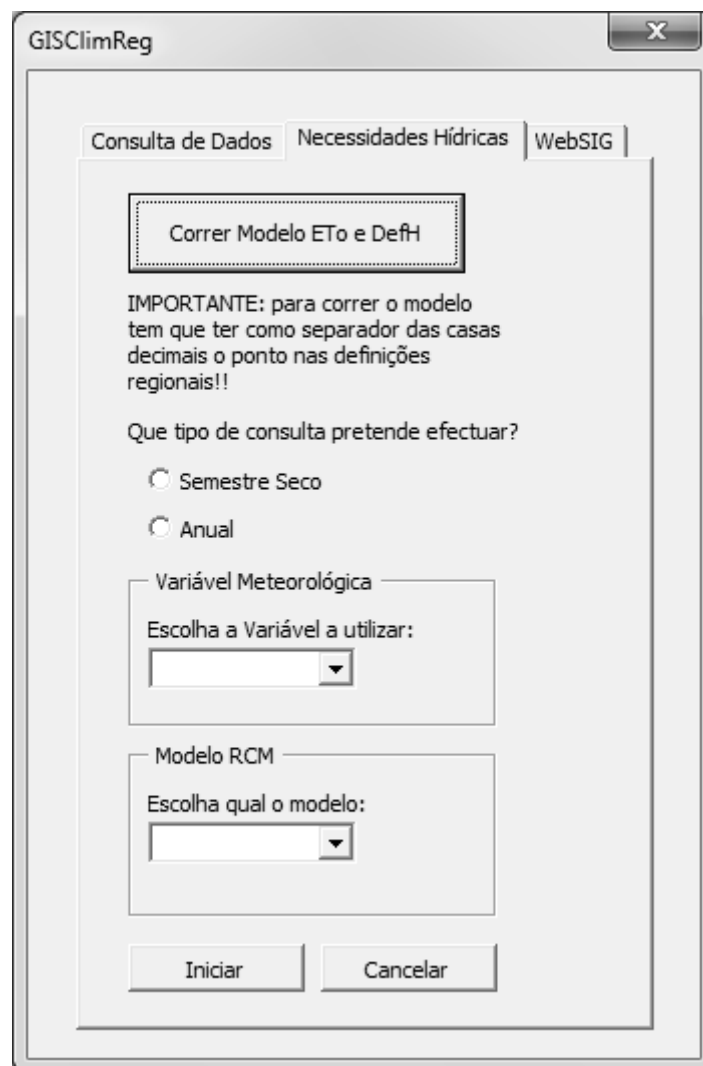 GISClimReg
Consulta de Dados
Necessidades Hídricas
WebSIG
Correr Modelo ETo e DefH
IMPORTANTE: para correr o modelo
tem que ter como separador das casas
decimais o ponto nas definições
regionais!!
Que tipo de consulta pretende efectuar?
Semestre Seco
Anual
Variável Meteorológica
Escolha a Variável a utilizar:
Modelo RCM
Escolha qual o modelo:
Iniciar
Cancelar